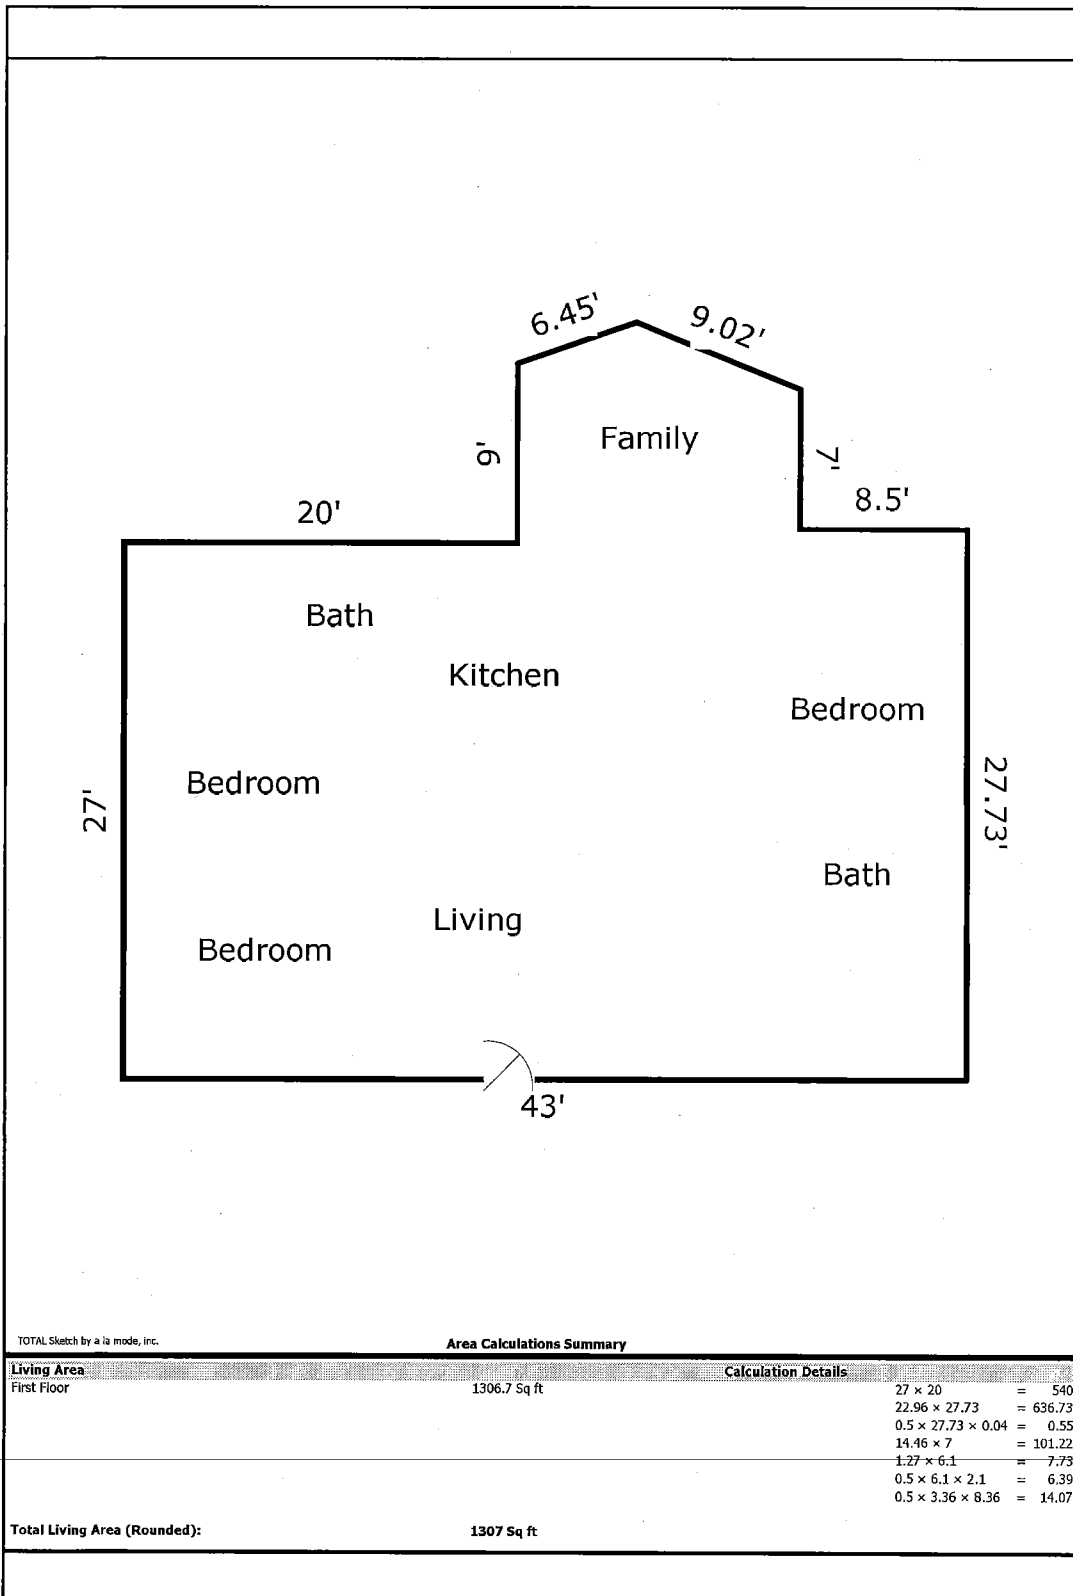 6.45'
9.02'
Family
9'
7'
8.5'
20'
Bath
Kitchen
Bedroom
Bedroom
27'
27.73'
Bath
Living
Bedroom
43'
TOTAL Sketch by a la mode, inc.
Area Calculations Summary
Living Area Calculation Details
First Floor 1306.7 Sq ft 27 × 20 = 540
22.96 × 27.73 = 636.73
0.5 × 27.73 × 0.04 = 0.55
14.46 × 7 = 101.22
1.27 × 6.1 = 7.73
0.5 × 6.1 × 2.1 = 6.39
0.5 × 3.36 × 8.36 = 14.07
Total Living Area (Rounded): 1307 Sq ft